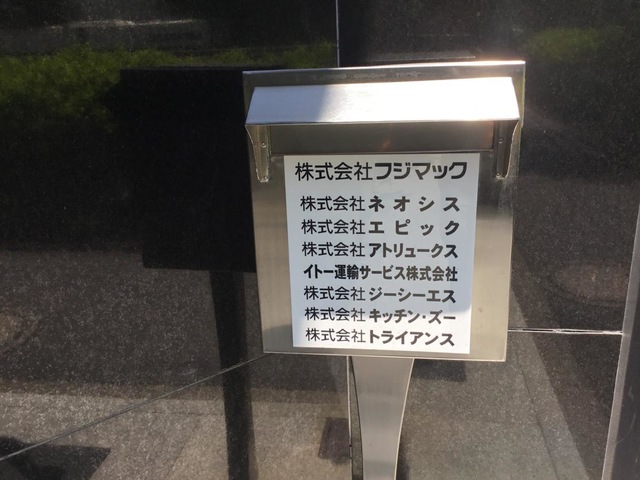 株式会社フジマック
株式会社ネオシス
株式会社エピック
株式会社アトリュークス
イトー運輸サービス株式会社
株式会社ジーシーエス
株式会社キッチン・ズー
株式会社トライアンス